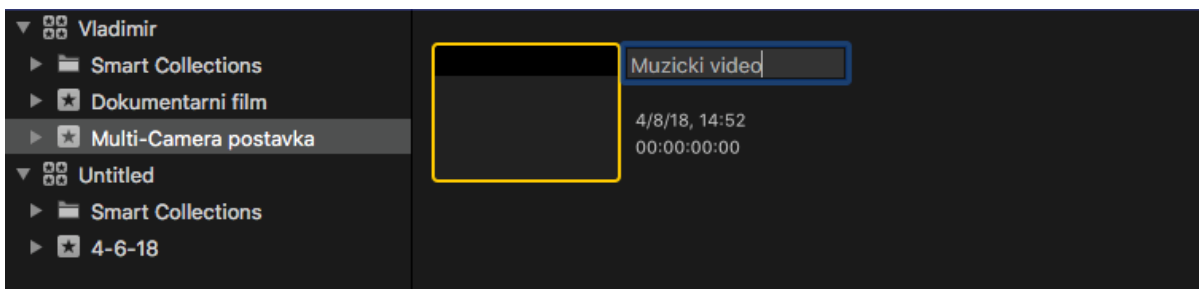 Vladimir
Smart Collections
Dokumentarni film
Multi-Camera postavka
Untitled
Smart Collections
4-6-18
Muzicki video
4/8/18, 14:52
00:00:00:00